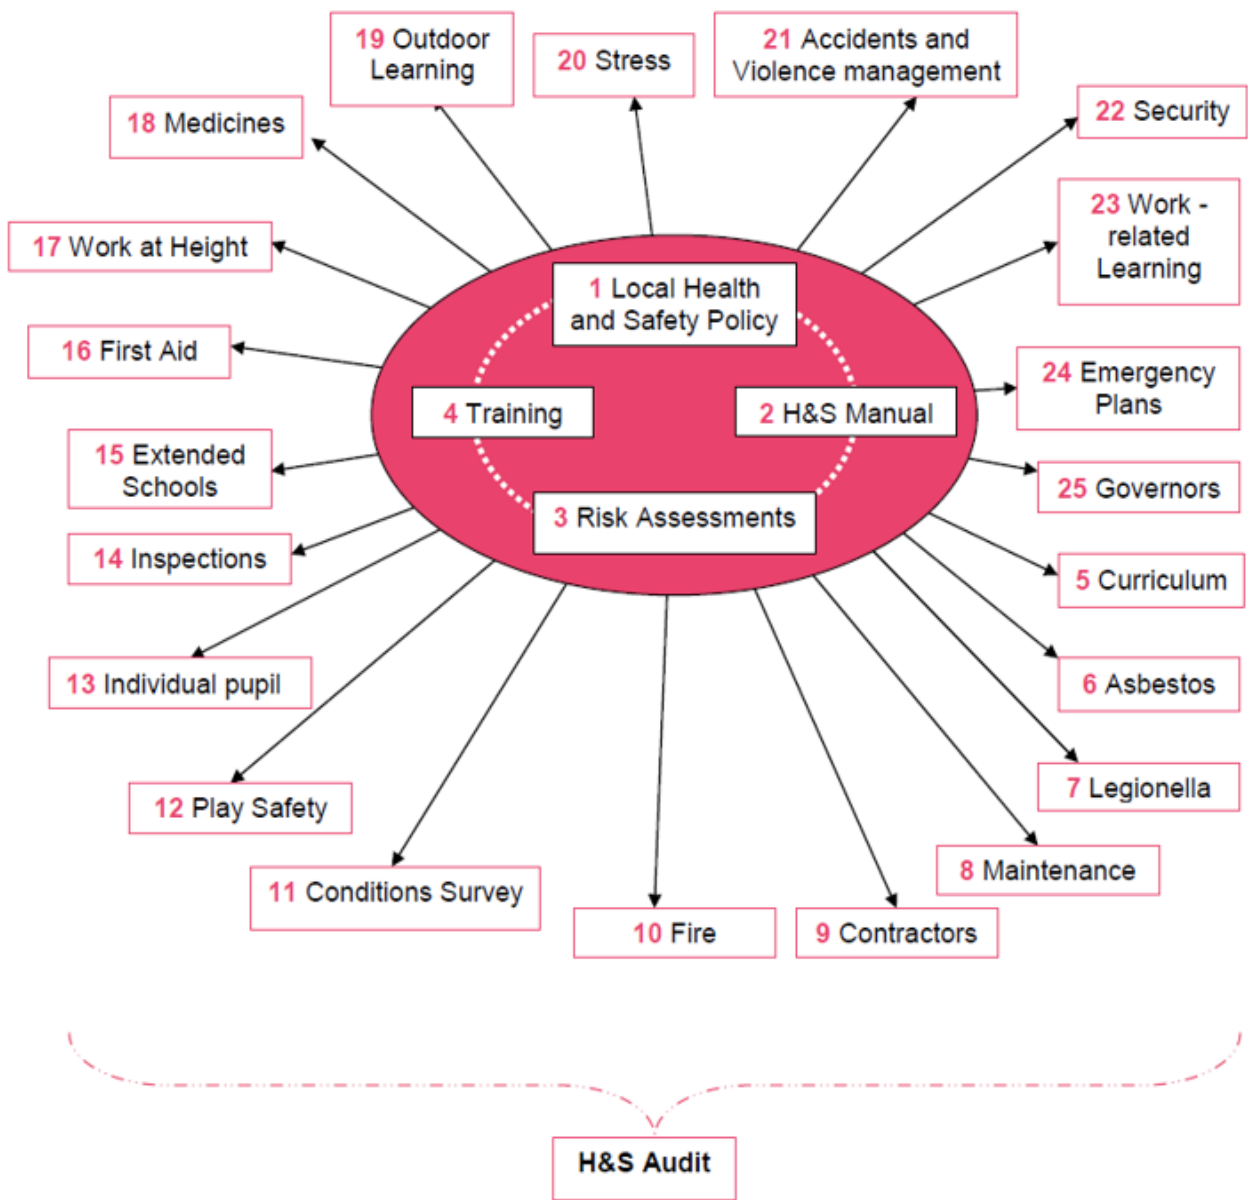 19 Outdoor
Learning
20 Stress
21 Accidents and
Violence management
22 Security
18 Medicines
23 Work -
related
Learning
17 Work at Height
1 Local Health
and Safety Policy
16 First Aid
24 Emergency
Plans
4 Training
2 H&S Manual
15 Extended
Schools
25 Governors
3 Risk Assessments
14 Inspections
5 Curriculum
13 Individual pupil
6 Asbestos
7 Legionella
12 Play Safety
8 Maintenance
11 Conditions Survey
10 Fire
9 Contractors
H&S Audit